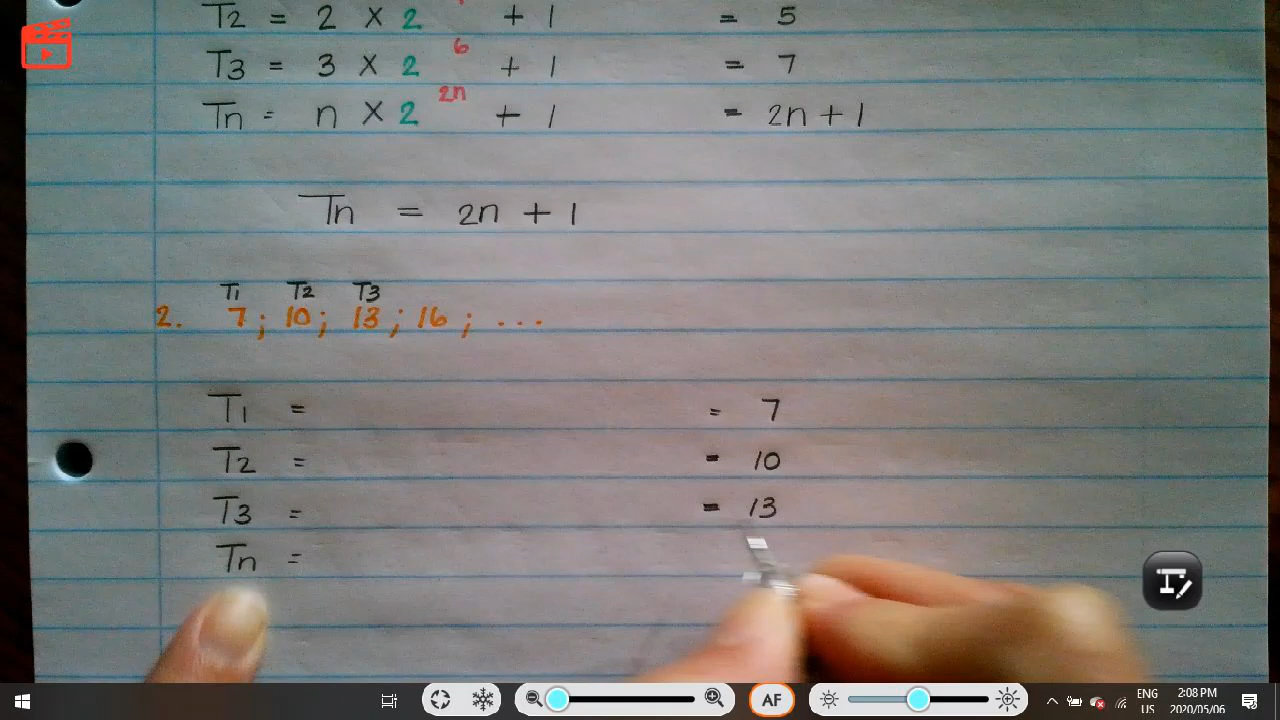 T2 = 2 × 2 + 1 = 5
6
T3 = 3 × 2 + 1 = 7
2n
Tn = n × 2 + 1 = 2n + 1
Tn = 2n + 1
T1 T2 T3
2. 7 ; 10 ; 13 ; 16 ; ...
T1 = = 7
T2 = = 10
T3 = = 13
Tn =
AF
ENG 2:08 PM
US 2020/05/06